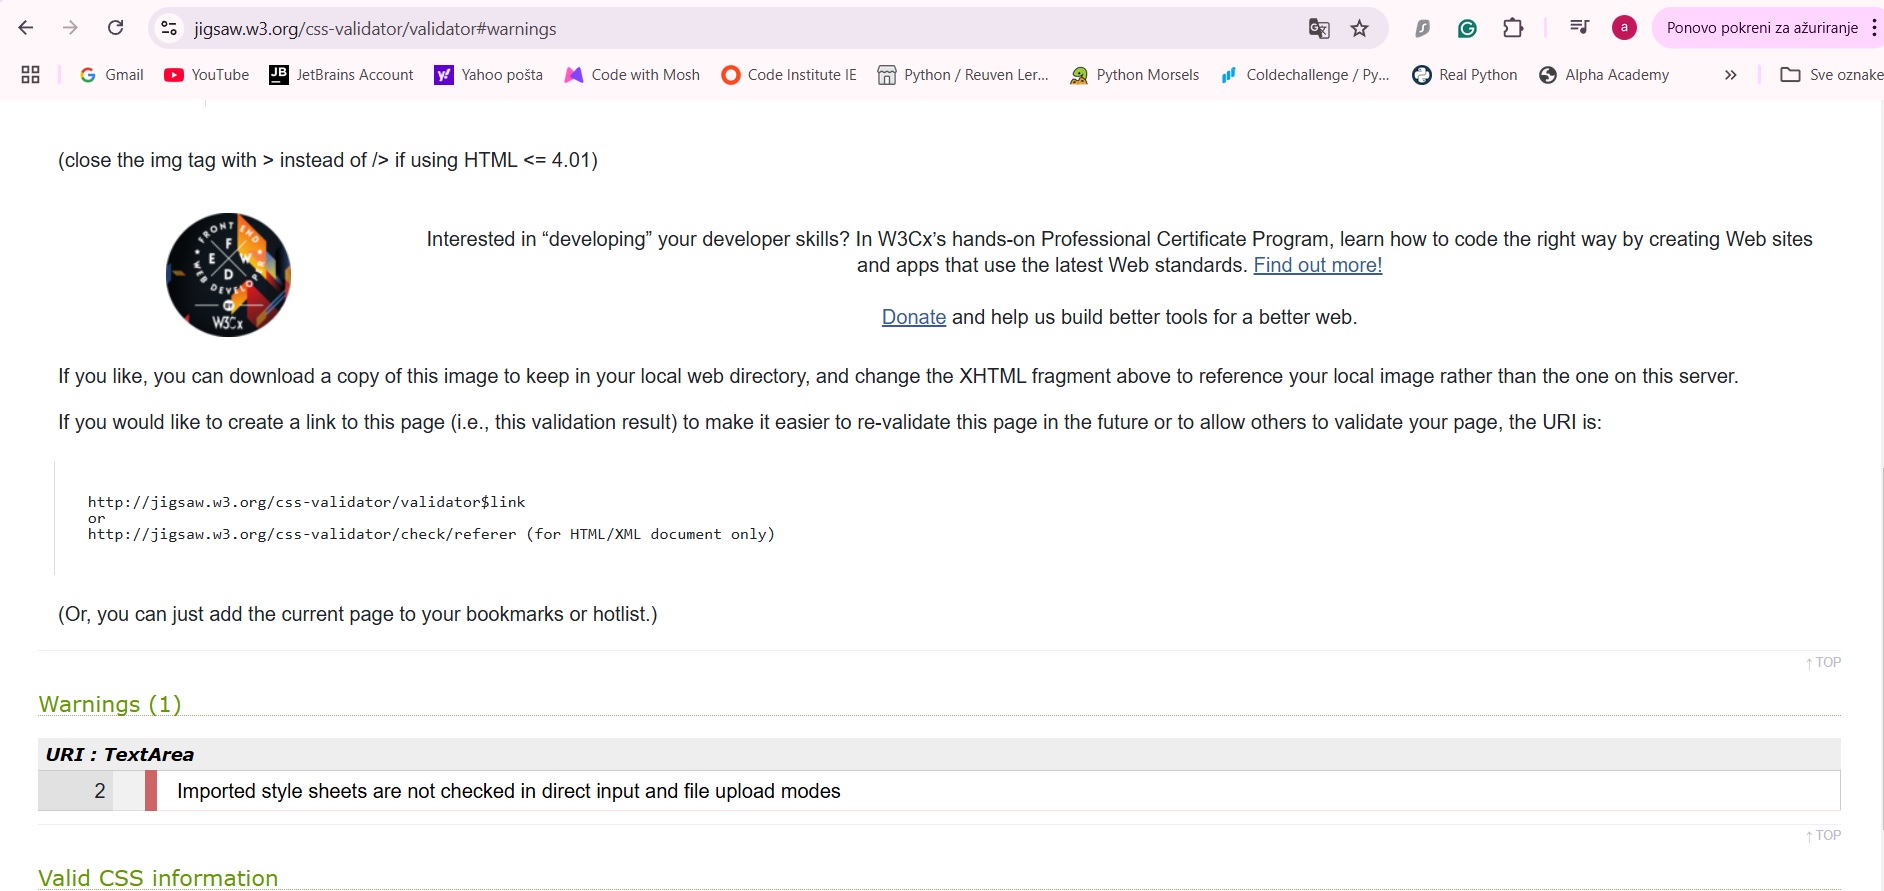 jigsaw.w3.org/css-validator/validator#warnings
a
Ponovo pokreni za ažuriranje
Gmail
YouTube
JB
JetBrains Account
y!
Yahoo pošta
Code with Mosh
Code Institute IE
Python / Reuven Ler...
Python Morsels
Coldechallenge / Py...
Real Python
Alpha Academy
»
Sve oznake
(close the img tag with > instead of /> if using HTML <= 4.01)
FRONT END
F
E W
D
WEB DEVELOPER
BY
W3Cx
Interested in “developing” your developer skills? In W3Cx’s hands-on Professional Certificate Program, learn how to code the right way by creating Web sites
and apps that use the latest Web standards. Find out more!
Donate and help us build better tools for a better web.
If you like, you can download a copy of this image to keep in your local web directory, and change the XHTML fragment above to reference your local image rather than the one on this server.
If you would like to create a link to this page (i.e., this validation result) to make it easier to re-validate this page in the future or to allow others to validate your page, the URI is:
http://jigsaw.w3.org/css-validator/validator$link
or
http://jigsaw.w3.org/css-validator/check/referer (for HTML/XML document only)
(Or, you can just add the current page to your bookmarks or hotlist.)
↑ TOP
Warnings (1)
URI : TextArea
2 Imported style sheets are not checked in direct input and file upload modes
↑ TOP
Valid CSS information